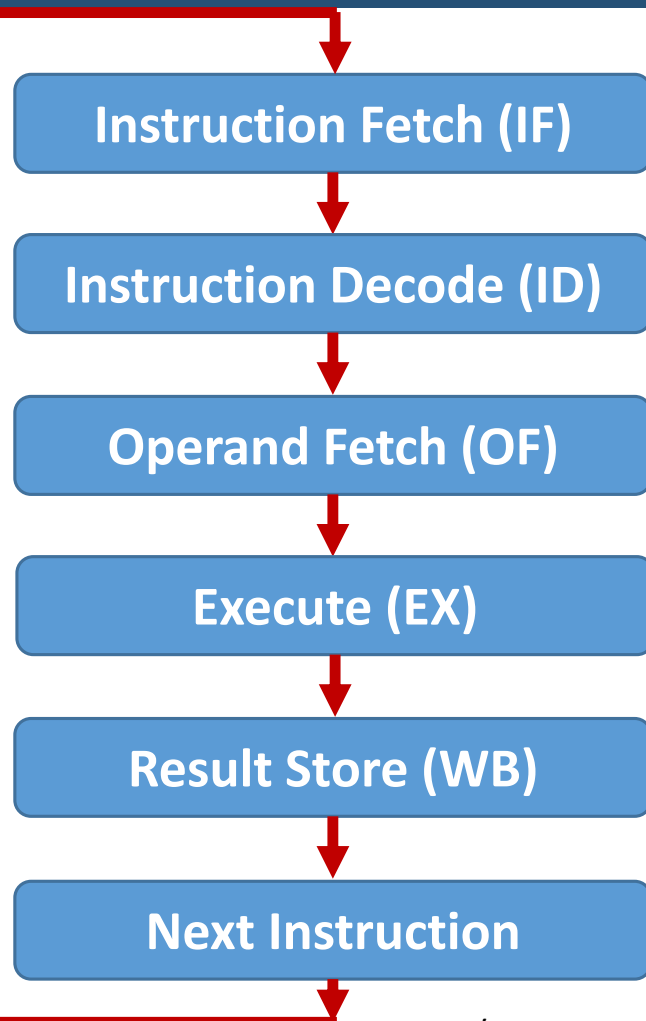 Instruction Fetch (IF)
Instruction Decode (ID)
Operand Fetch (OF)
Execute (EX)
Result Store (WB)
Next Instruction